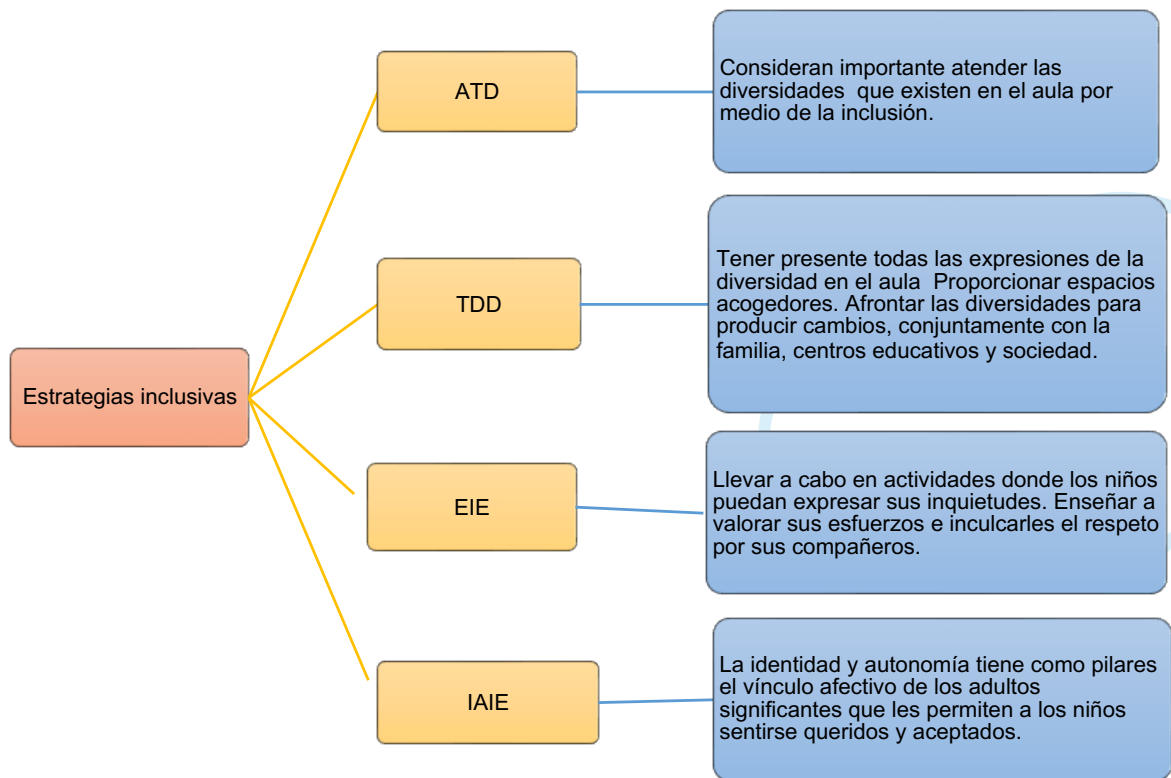 Estrategias inclusivas
ATD
Consideran importante atender las
diversidades que existen en el aula por
medio de la inclusión.
TDD
Tener presente todas las expresiones de la
diversidad en el aula Proporcionar espacios
acogedores. Afrontar las diversidades para
producir cambios, conjuntamente con la
familia, centros educativos y sociedad.
EIE
Llevar a cabo en actividades donde los niños
puedan expresar sus inquietudes. Enseñar a
valorar sus esfuerzos e inculcarles el respeto
por sus compañeros.
IAIE
La identidad y autonomía tiene como pilares
el vínculo afectivo de los adultos
significantes que les permiten a los niños
sentirse queridos y aceptados.